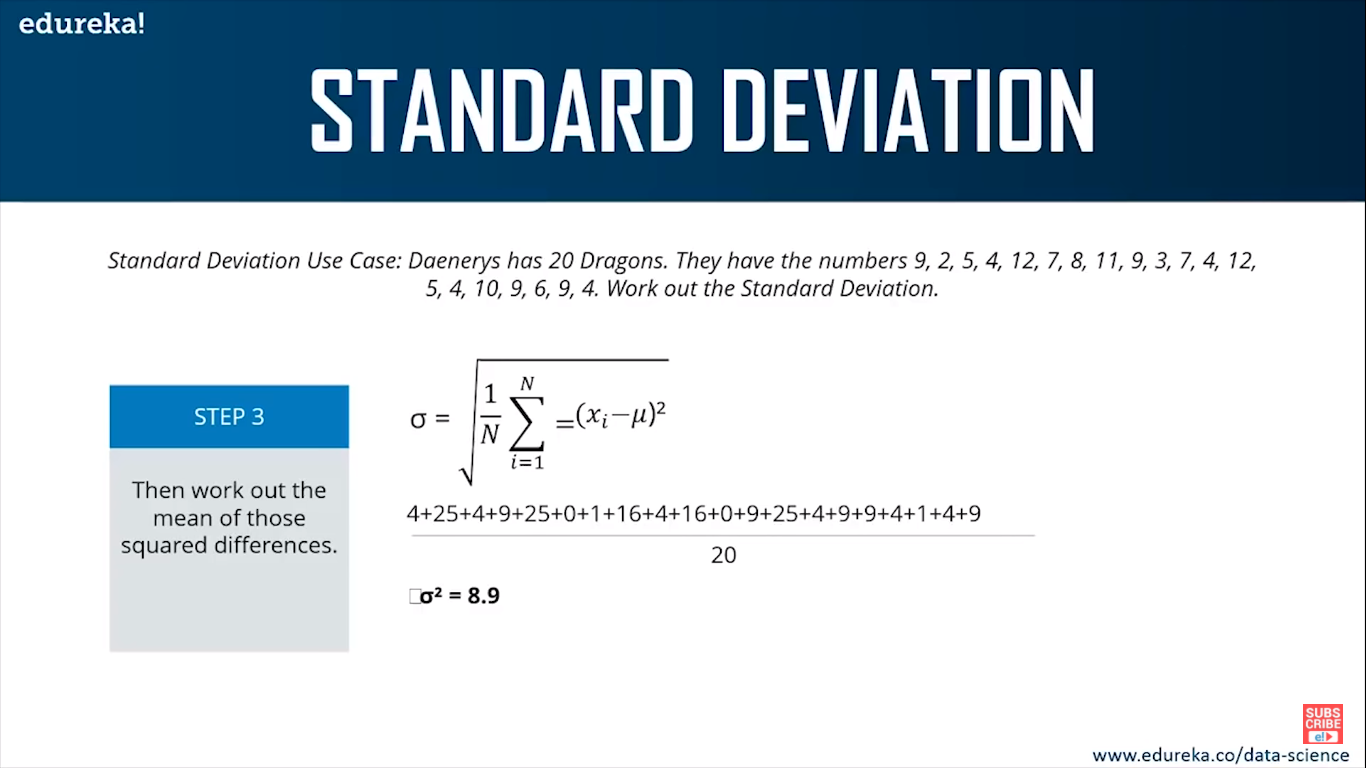 edureka!
STANDARD DEVIATION
Standard Deviation Use Case: Daenerys has 20 Dragons. They have the numbers 9, 2, 5, 4, 12, 7, 8, 11, 9, 3, 7, 4, 12,
5, 4, 10, 9, 6, 9, 4. Work out the Standard Deviation.
STEP 3
Then work out the
mean of those
squared differences.
σ = √ 1/N ∑ i=1 N =(xᵢ−μ)²
4+25+4+9+25+0+1+16+4+16+0+9+25+4+9+9+4+1+4+9
20
□σ² = 8.9
SUBS
CRIBE
e!
www.edureka.co/data-science